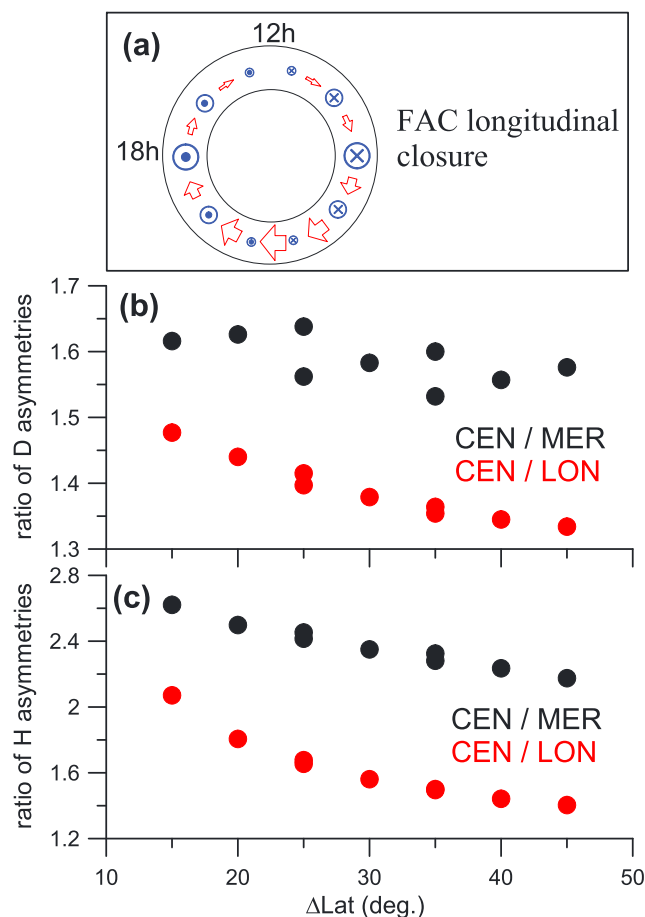 (a)
12h
18h
FAC longitudinal
closure
(b)
ratio of D asymmetries
1.7
1.6
1.5
1.4
1.3
CEN / MER
CEN / LON
(c)
ratio of H asymmetries
2.8
2.4
2
1.6
1.2
CEN / MER
CEN / LON
10 20 30 40 50
ΔLat (deg.)